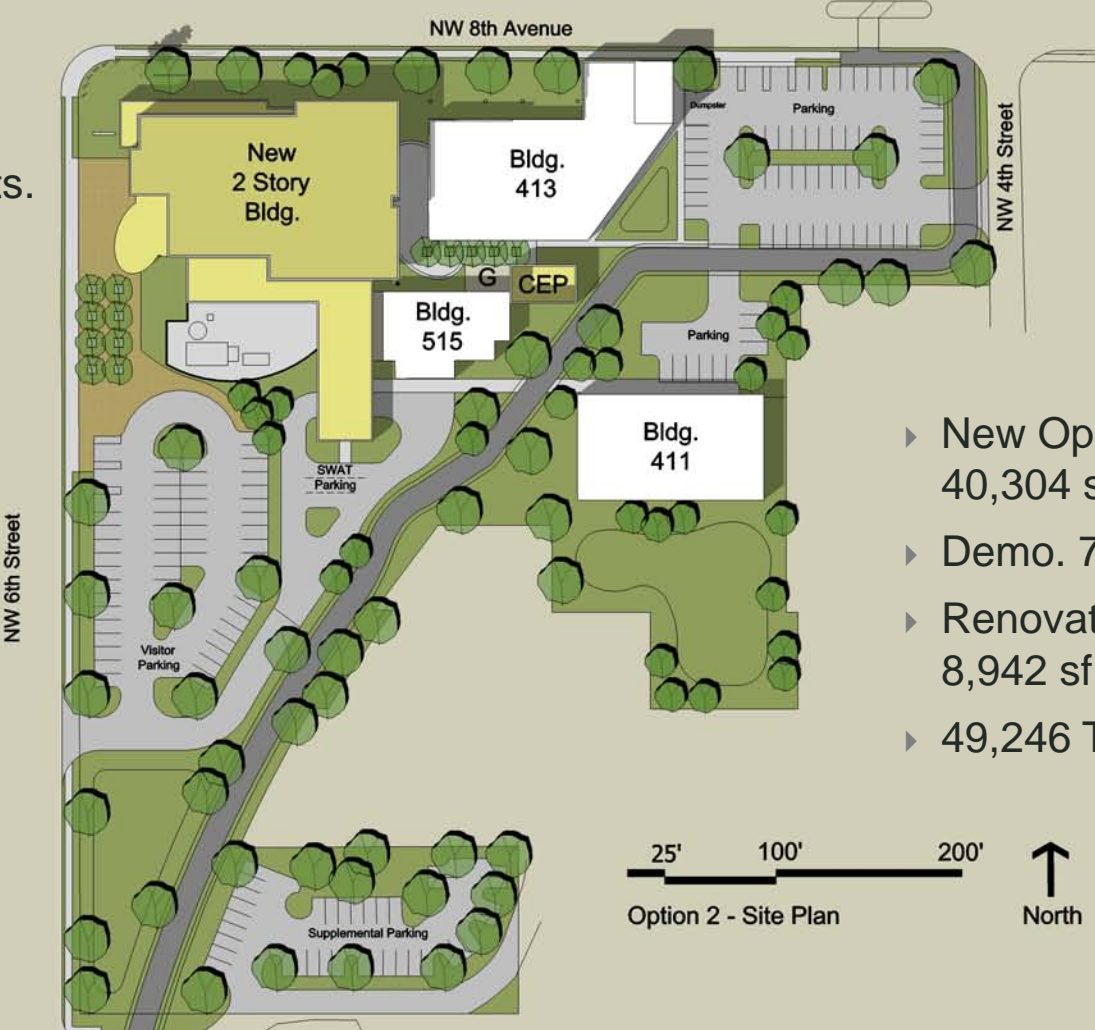 NW 8th Avenue
ts.
New
2 Story
Bldg.
Bldg.
413
Dumpster
Parking
NW 4th Street
G
CEP
Bldg.
515
Parking
Bldg.
411
SWAT
Parking
NW 6th Street
Visitor
Parking
Supplemental Parking
New Op
40,304 s
Demo. 7
Renovat
8,942 sf
49,246 T
25' 100' 200'
Option 2 - Site Plan
North